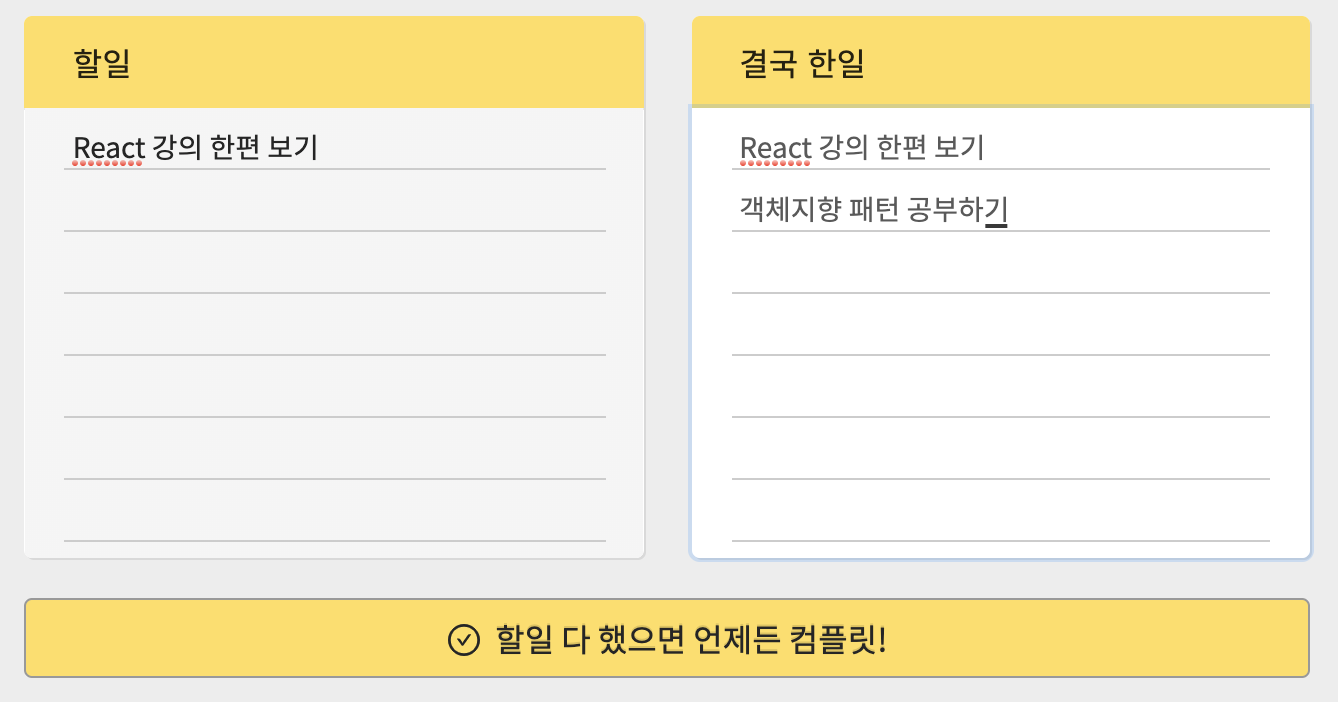 할일
React 강의 한편 보기
결국 한일
React 강의 한편 보기
객체지향 패턴 공부하기
할일 다 했으면 언제든 컴플릿!